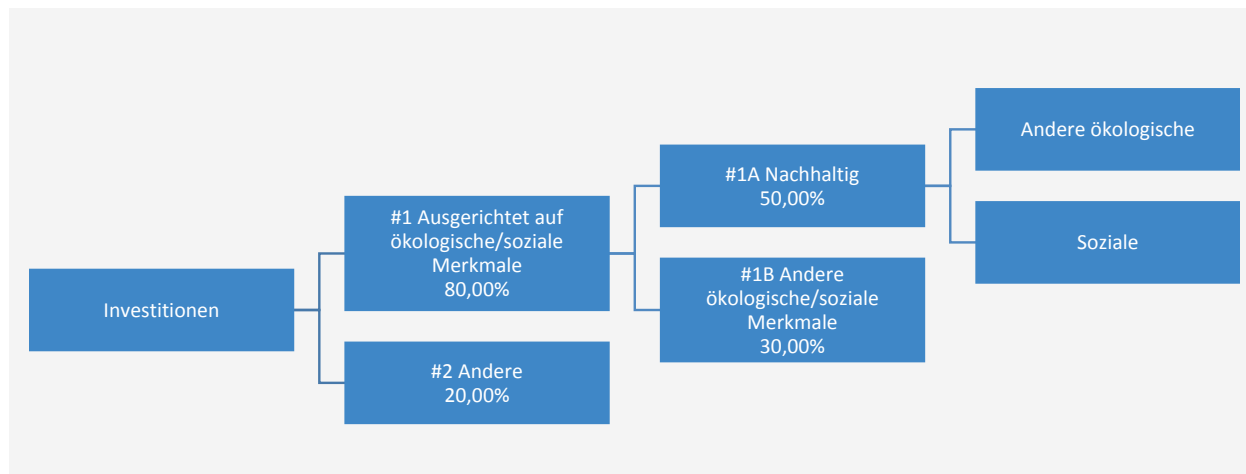 Investitionen
#1 Ausgerichtet auf
ökologische/soziale
Merkmale
80,00%
#2 Andere
20,00%
#1A Nachhaltig
50,00%
#1B Andere
ökologische/soziale
Merkmale
30,00%
Andere ökologische
Soziale